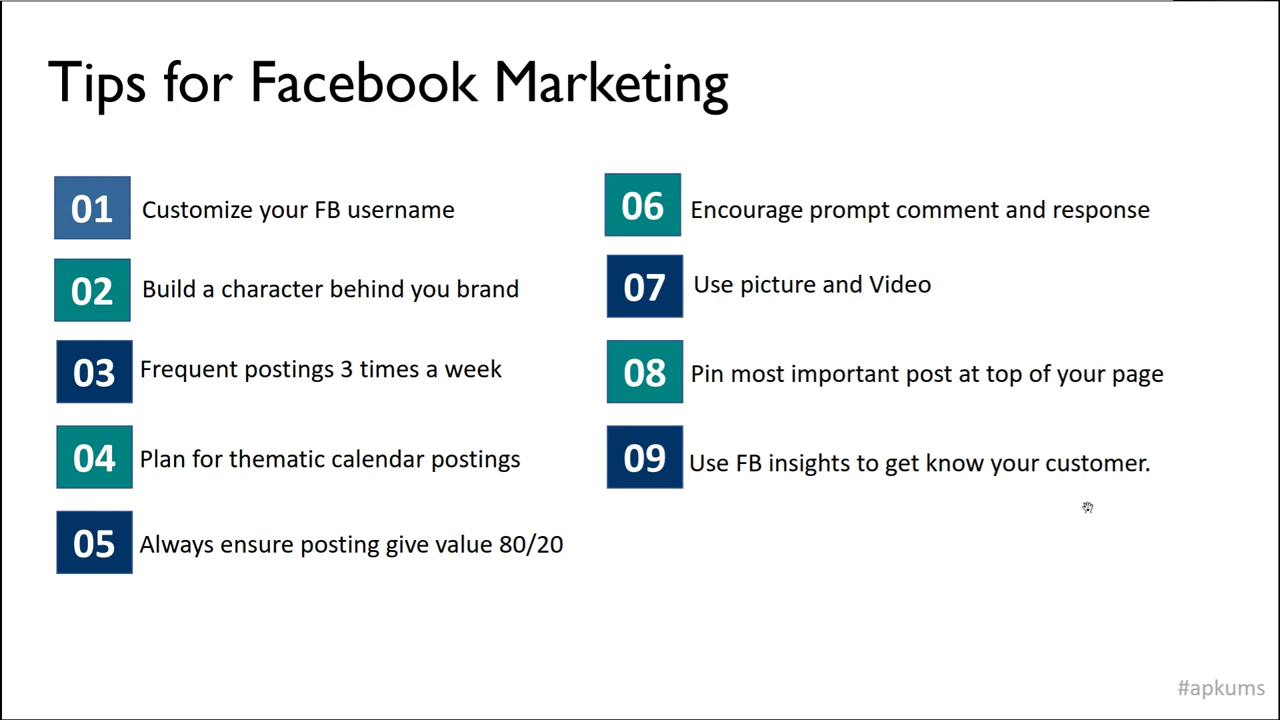 Tips for Facebook Marketing
01 Customize your FB username
02 Build a character behind you brand
03 Frequent postings 3 times a week
04 Plan for thematic calendar postings
05 Always ensure posting give value 80/20
06 Encourage prompt comment and response
07 Use picture and Video
08 Pin most important post at top of your page
09 Use FB insights to get know your customer.
#apkums